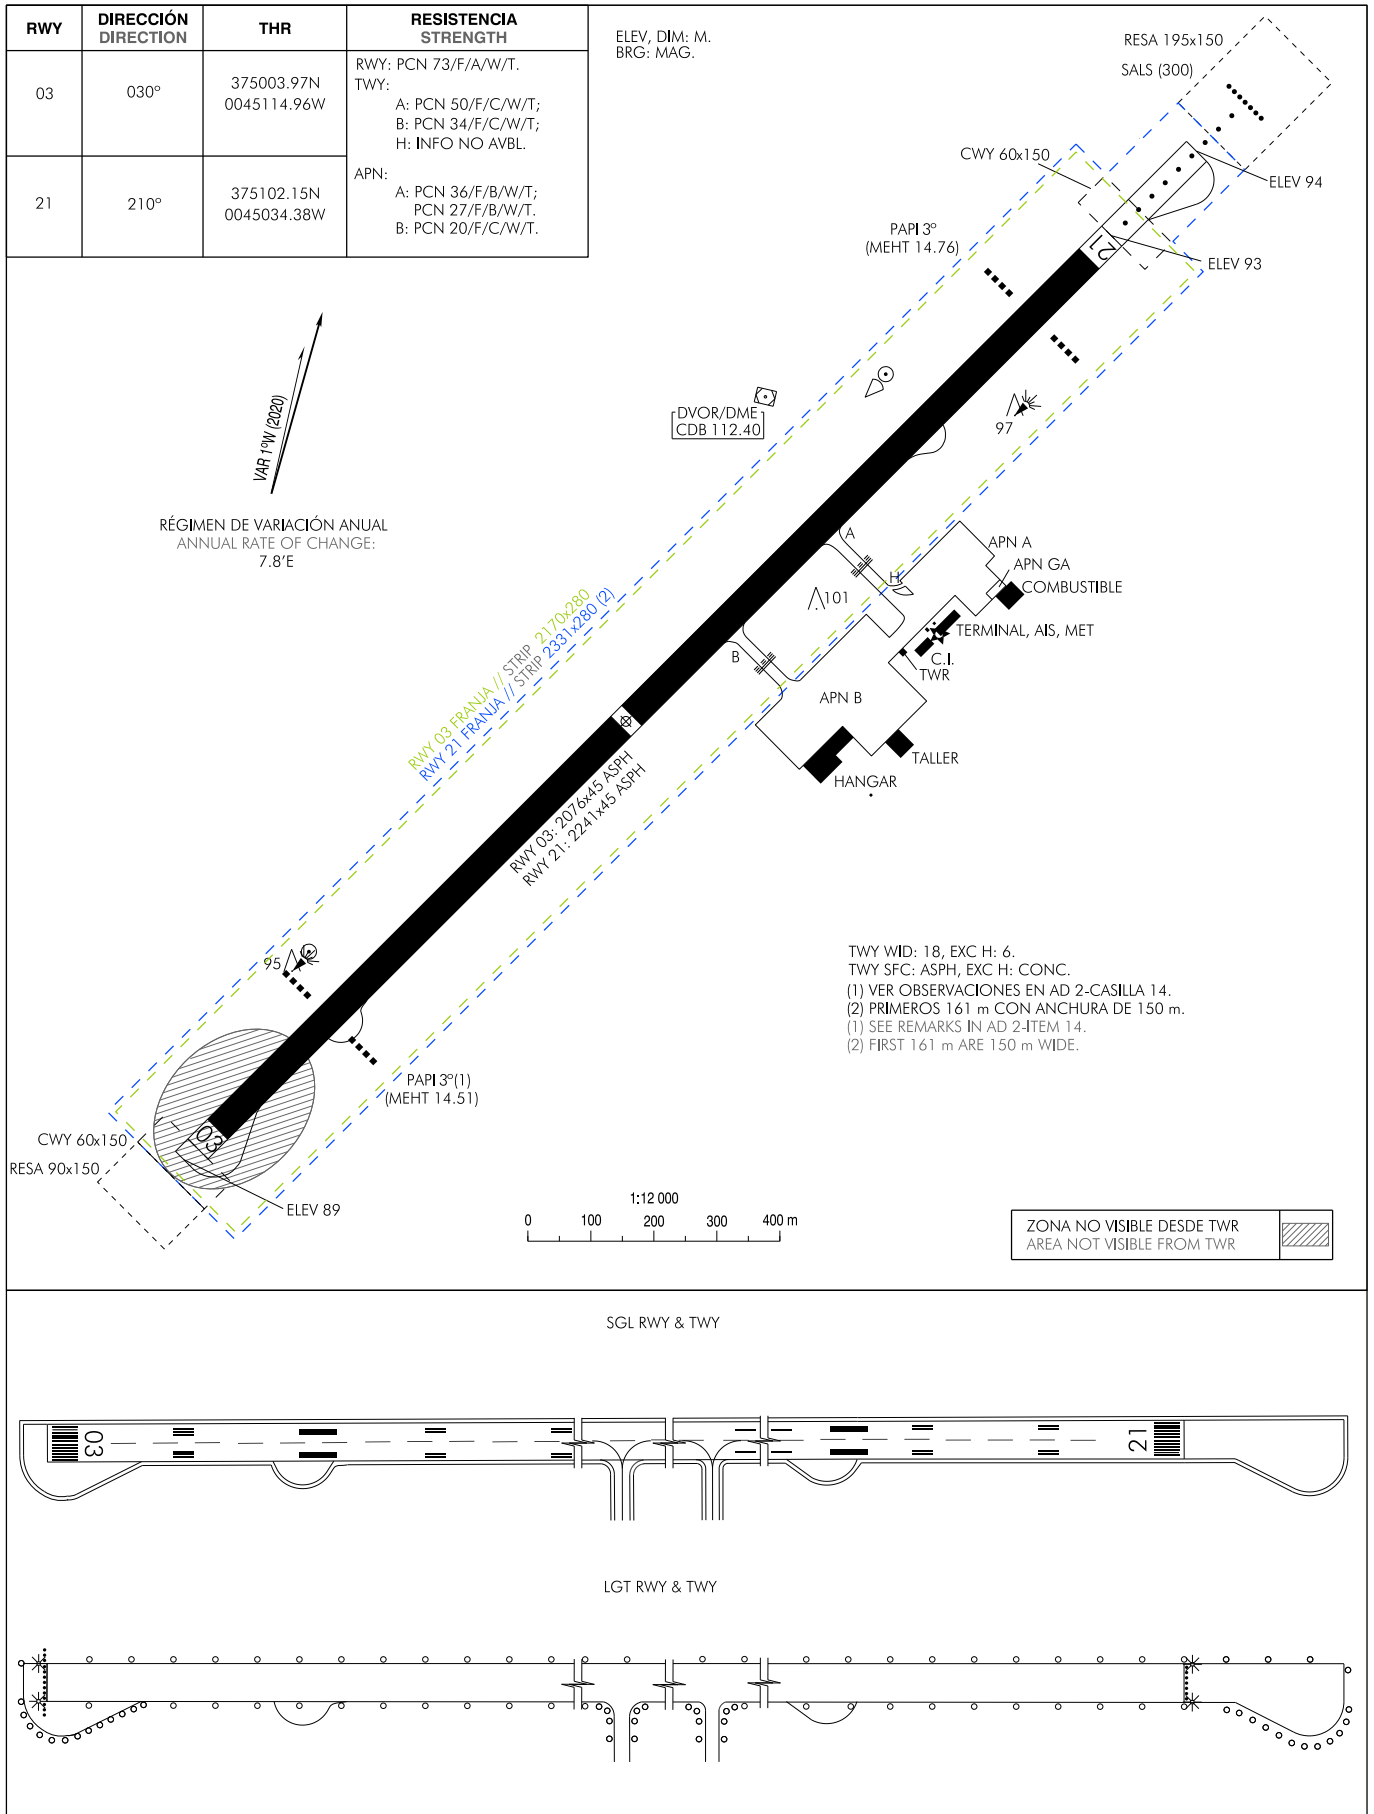 RWY
DIRECCIÓN
DIRECTION
THR
RESISTENCIA
STRENGTH
03
030º
375003.97N
0045114.96W
RWY: PCN 73/F/A/W/T.
TWY:
A: PCN 50/F/C/W/T;
B: PCN 34/F/C/W/T;
H: INFO NO AVBL.
21
210º
375102.15N
0045034.38W
APN:
A: PCN 36/F/B/W/T;
PCN 27/F/B/W/T.
B: PCN 20/F/C/W/T.
ELEV, DIM: M.
BRG: MAG.
RESA 195x150
SALS (300)
CWY 60x150
ELEV 94
PAPI 3º
(MEHT 14.76)
21
ELEV 93
VAR 1ºW (2020)
RÉGIMEN DE VARIACIÓN ANUAL
ANNUAL RATE OF CHANGE:
7.8'E
DVOR/DME
CDB 112.40
97
A
APN A
H
APN GA
COMBUSTIBLE
101
TERMINAL, AIS, MET
C.I.
TWR
B
APN B
TALLER
HANGAR
RWY 03 FRANJA // STRIP 2170x280
RWY 21 FRANJA // STRIP 2331x280 (2)
RWY 03: 2076x45 ASPH
RWY 21: 2241x45 ASPH
95
TWY WID: 18, EXC H: 6.
TWY SFC: ASPH, EXC H: CONC.
(1) VER OBSERVACIONES EN AD 2-CASILLA 14.
(2) PRIMEROS 161 m CON ANCHURA DE 150 m.
(1) SEE REMARKS IN AD 2-ITEM 14.
(2) FIRST 161 m ARE 150 m WIDE.
PAPI 3º(1)
(MEHT 14.51)
CWY 60x150
03
RESA 90x150
ELEV 89
1:12 000
0 100 200 300 400 m
ZONA NO VISIBLE DESDE TWR
AREA NOT VISIBLE FROM TWR
SGL RWY & TWY
03
21
LGT RWY & TWY